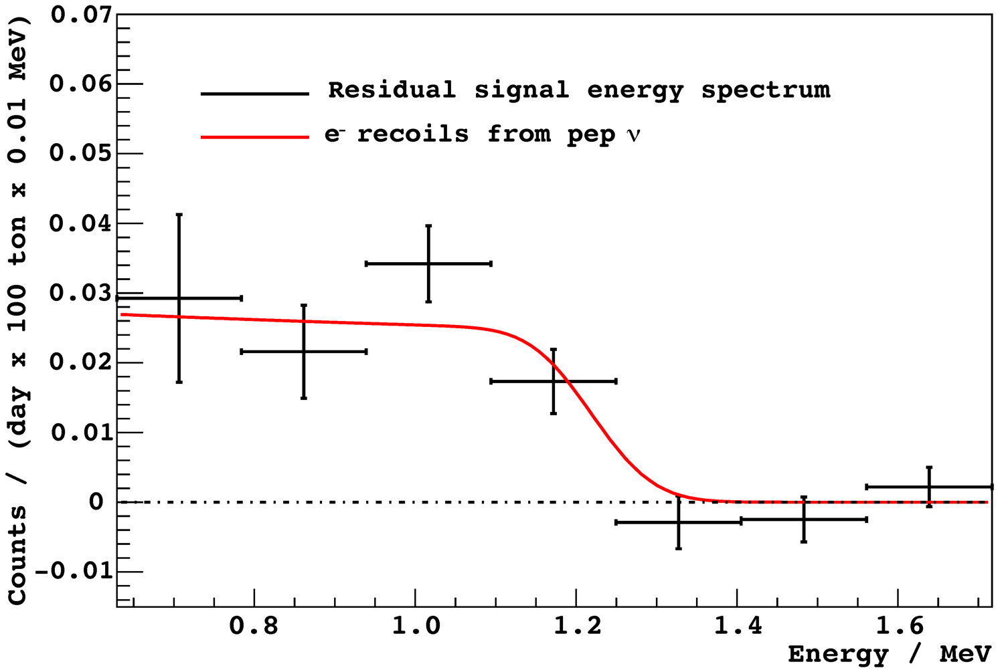 Counts / (day x 100 ton x 0.01 MeV)
0.07
0.06
0.05
0.04
0.03
0.02
0.01
0
-0.01
Residual signal energy spectrum
e⁻ recoils from pep ν
0.8 1.0 1.2 1.4 1.6
Energy / MeV